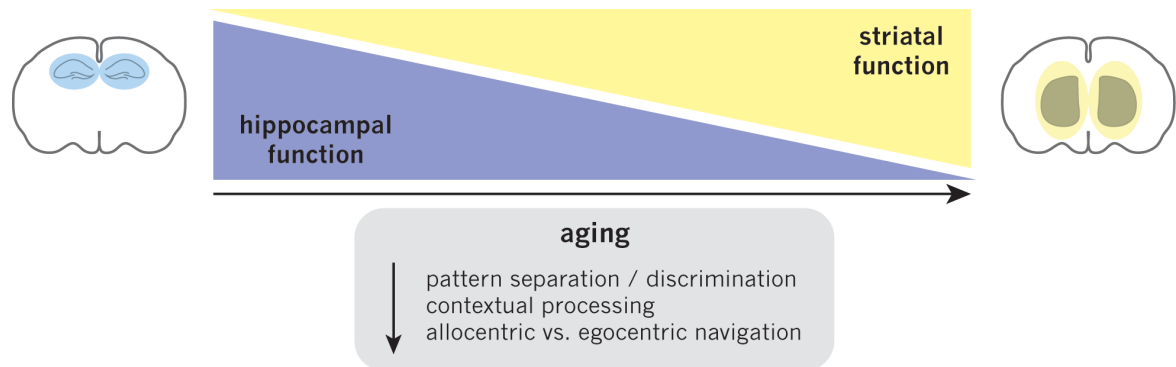 striatal
function
hippocampal
function
aging
pattern separation / discrimination
contextual processing
allocentric vs. egocentric navigation